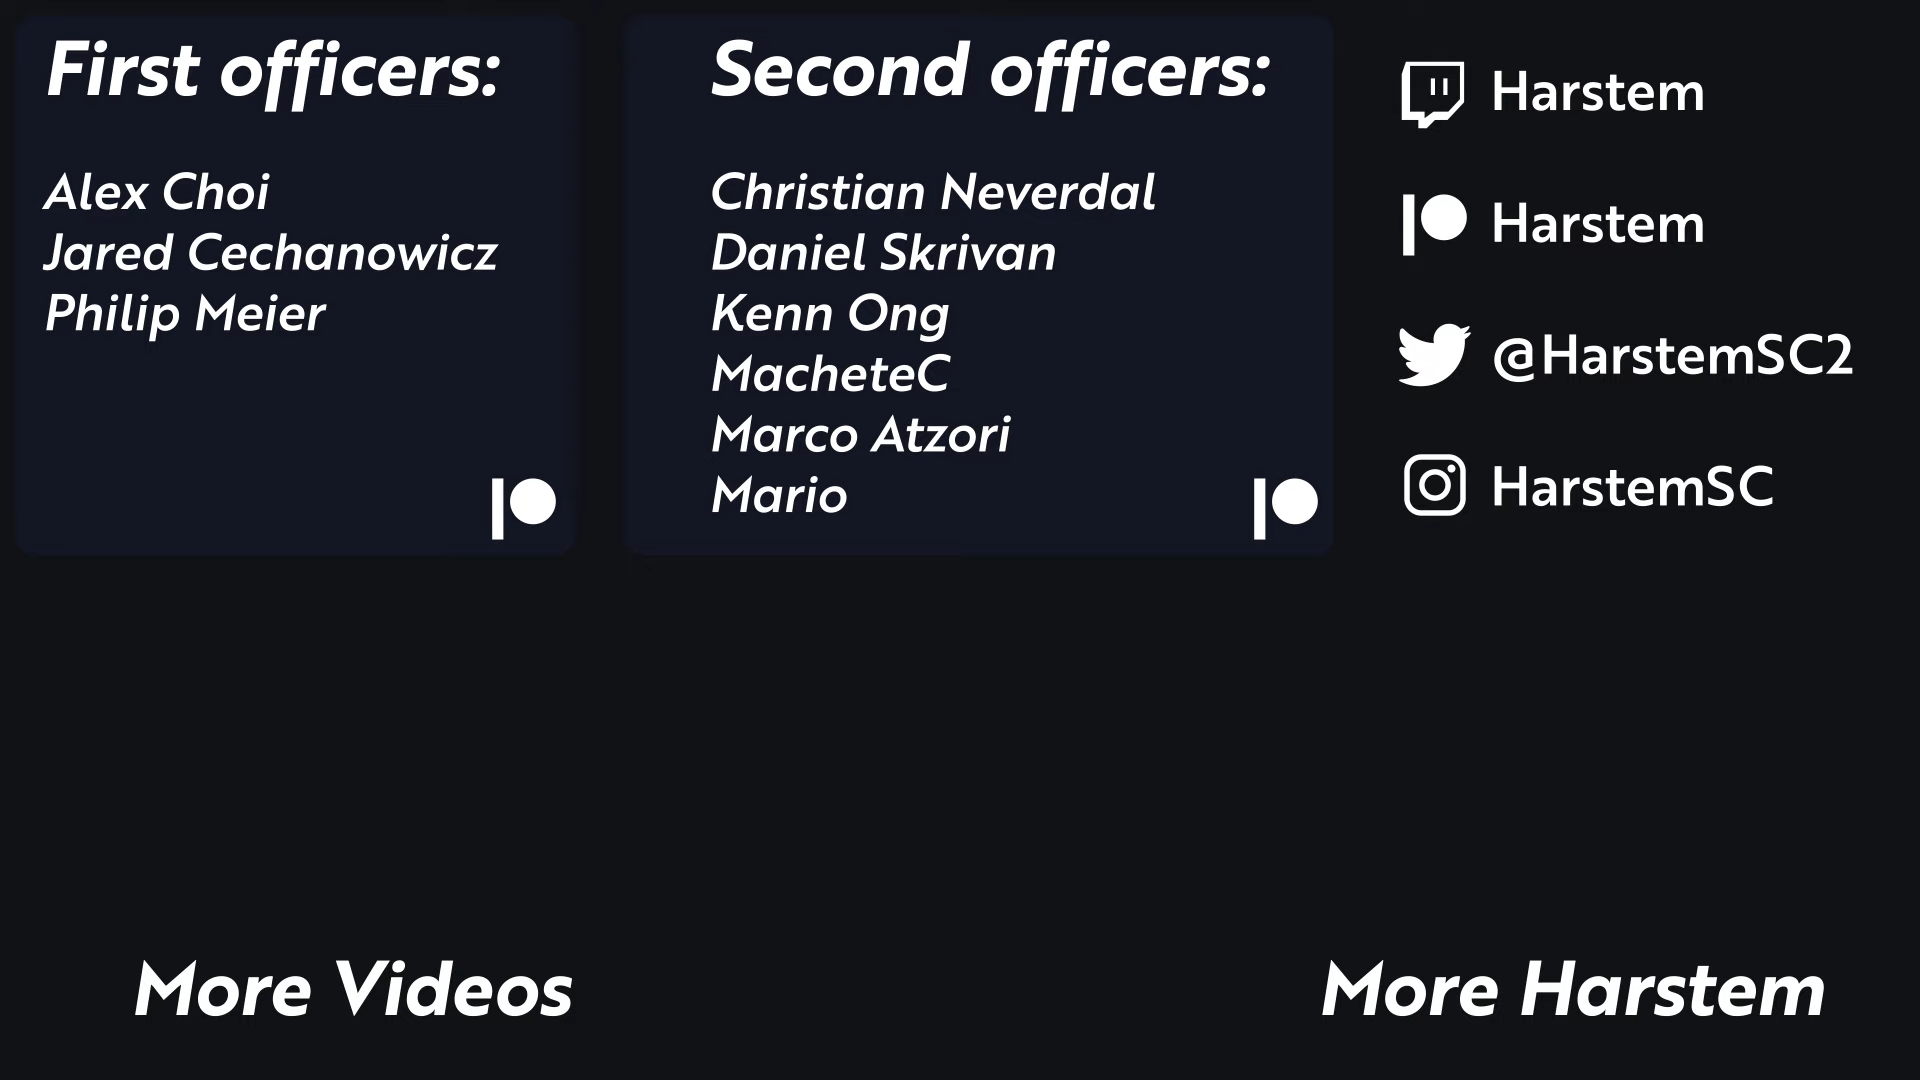 First officers:
Alex Choi
Jared Cechanowicz
Philip Meier
Second officers:
Christian Neverdal
Daniel Skrivan
Kenn Ong
MacheteC
Marco Atzori
Mario
Harstem
Harstem
@HarstemSC2
HarstemSC
More Videos
More Harstem